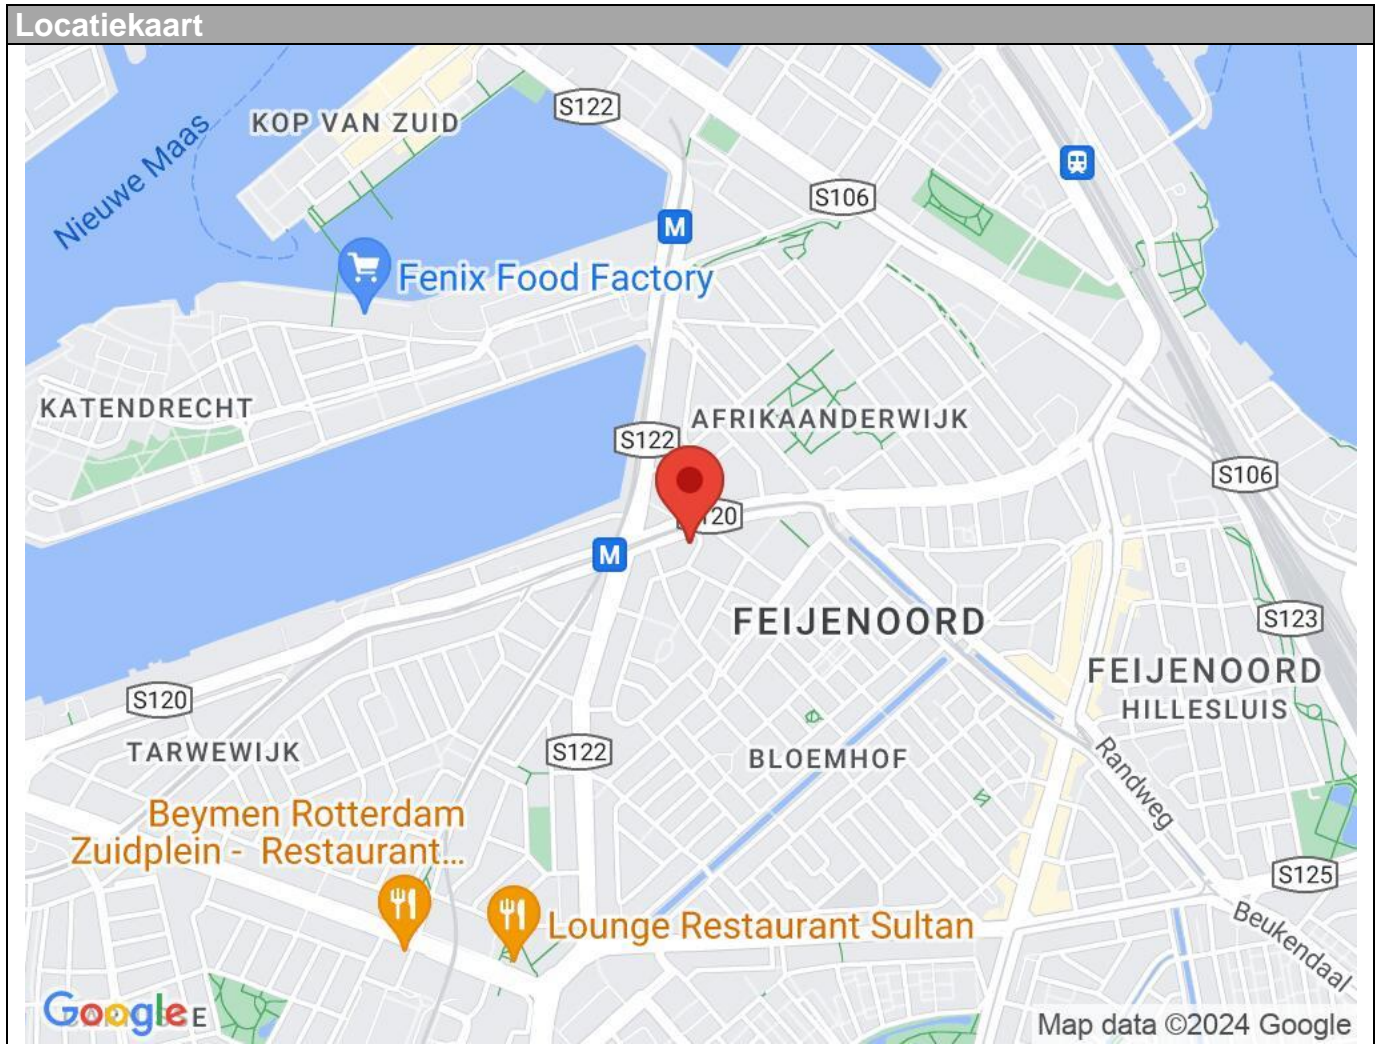 Locatiekaart
S122
KOP VAN ZUID
Nieuwe Maas
S106
M
Fenix Food Factory
KATENDRECHT
AFRIKAANDERWIJK
S122
S106
M
FEIJENOORD
S123
FEIJENOORD
HILLESLUIS
S120
TARWEWIJK
S122
BLOEMHOF
Randweg
Beymen Rotterdam
Zuidplein - Restaurant...
S125
Lounge Restaurant Sultan
Beukendaal
Google
Map data ©2024 Google